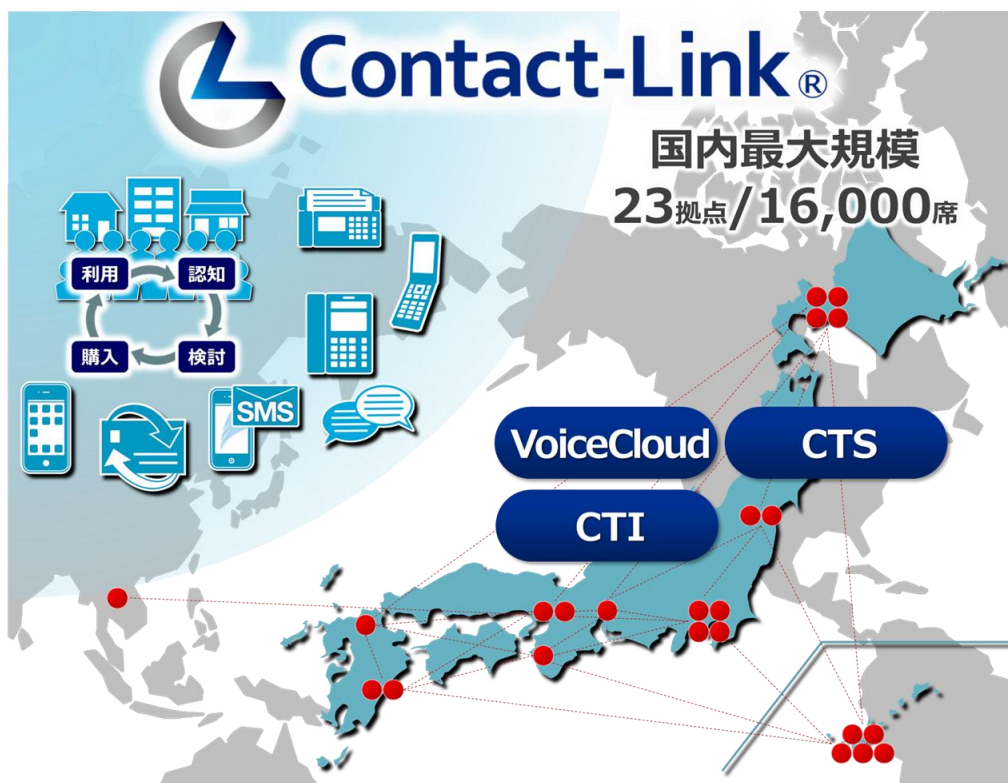 Contact-Link®
国内最大規模
23拠点/16,000席
利用
認知
購入
検討
SMS
VoiceCloud
CTS
CTI